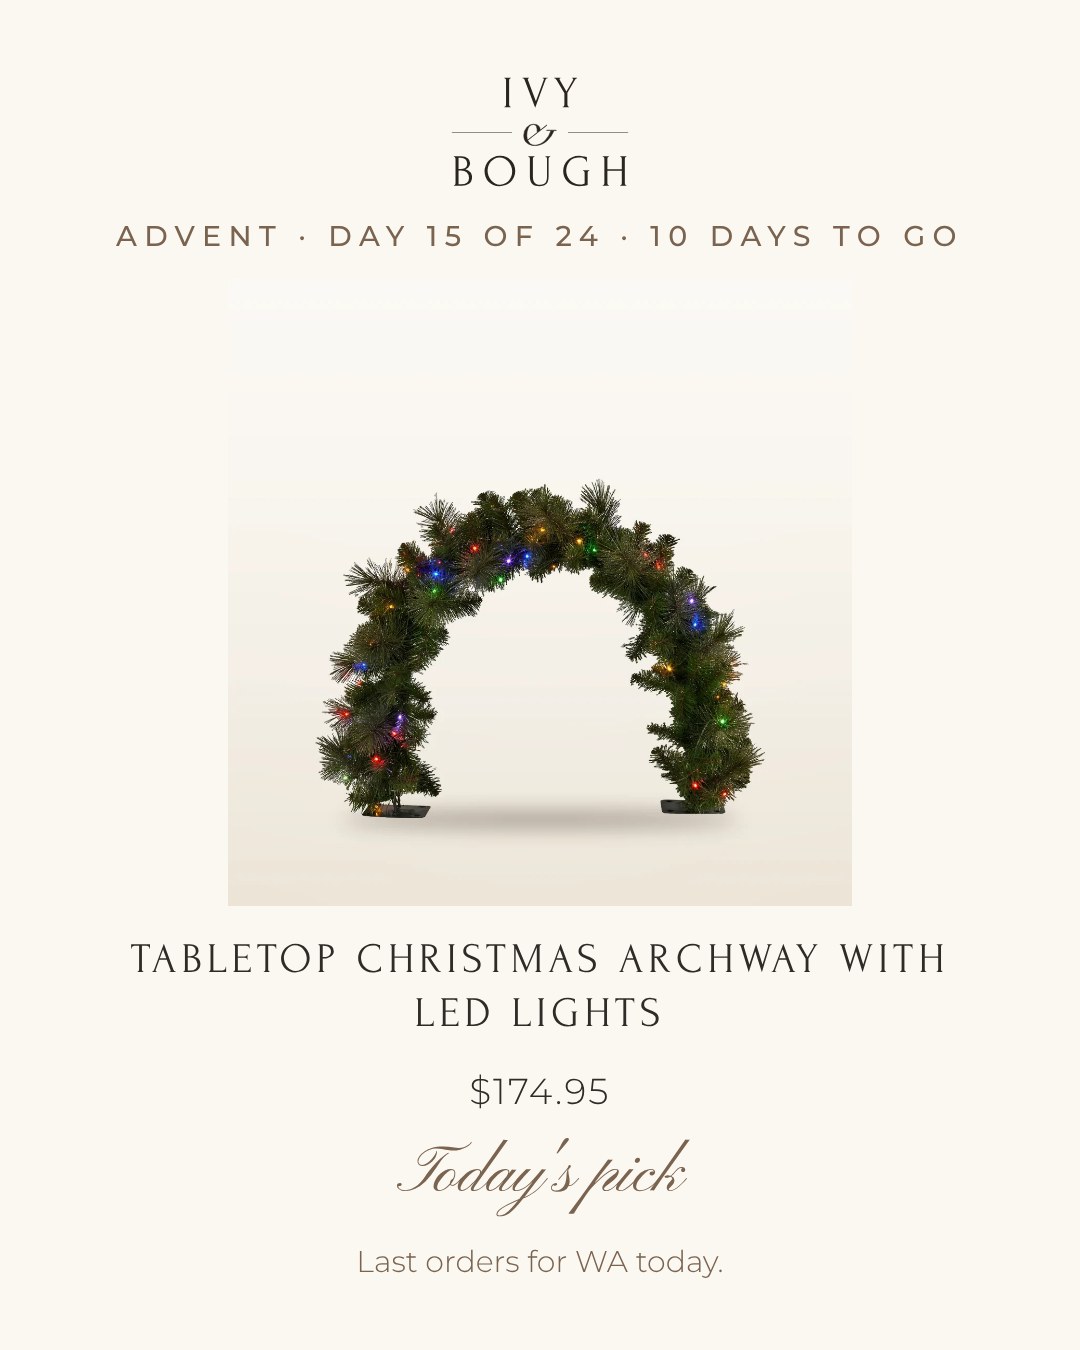 IVY
&
BOUGH
ADVENT · DAY 15 OF 24 · 10 DAYS TO GO
TABLETOP CHRISTMAS ARCHWAY WITH
LED LIGHTS
$174.95
Today's pick
Last orders for WA today.